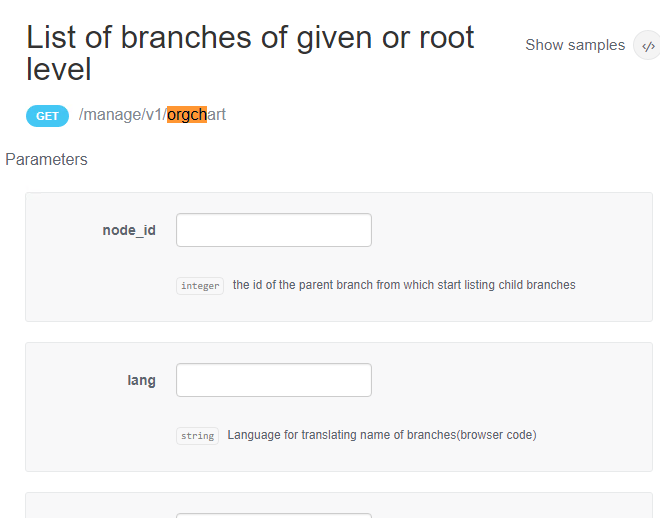 List of branches of given or root
level
Show samples </>
GET /manage/v1/orgchart
Parameters
node_id
integer the id of the parent branch from which start listing child branches
lang
string Language for translating name of branches(browser code)